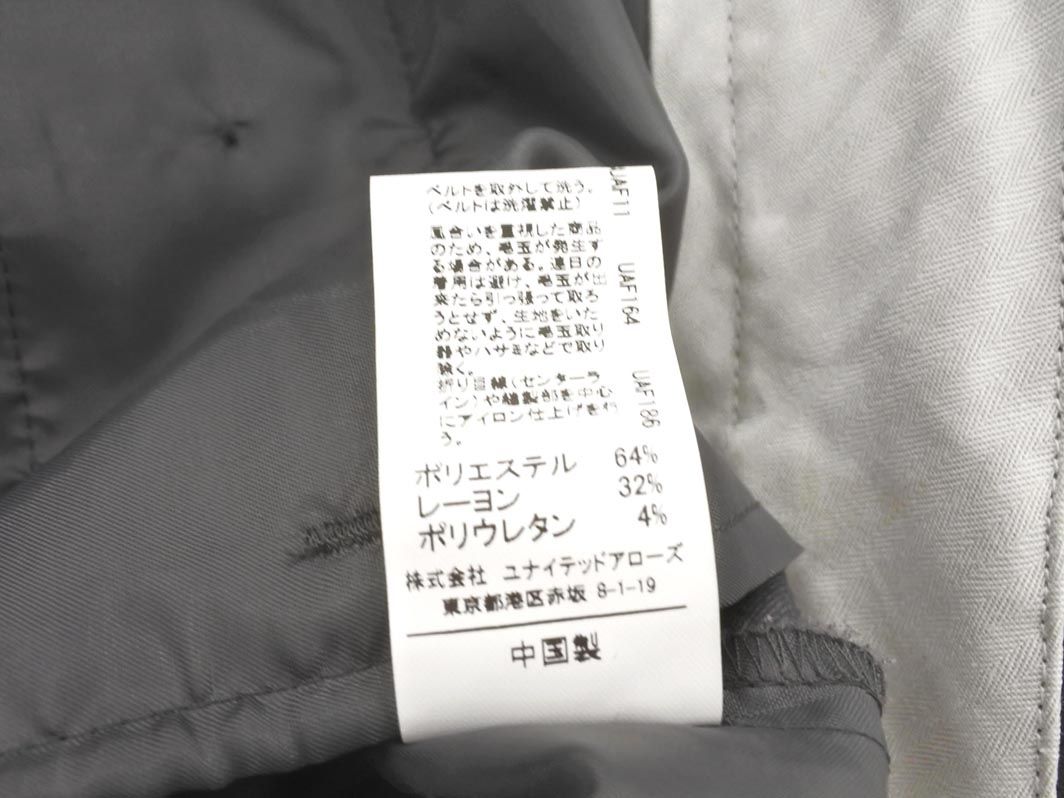 ベルトを取外して洗う。
(ベルトは洗濯禁止)
風合いを重視した商品
のため、毛玉が発生す
る場合がある。連日の
着用は避け、毛玉が出
来たら引っ張って取ろ
うとせず、生地をいた
めないように毛玉取り
器やハサミなどで取り
除く。
折り目線(センターラ
イン)や縫製部を中心
にアイロン仕上げを行
う。
UAF11
UAF164
UAF186
ポリエステル 64%
レーヨン 32%
ポリウレタン 4%
株式会社 ユナイテッドアローズ
東京都港区赤坂 8-1-19
中国製